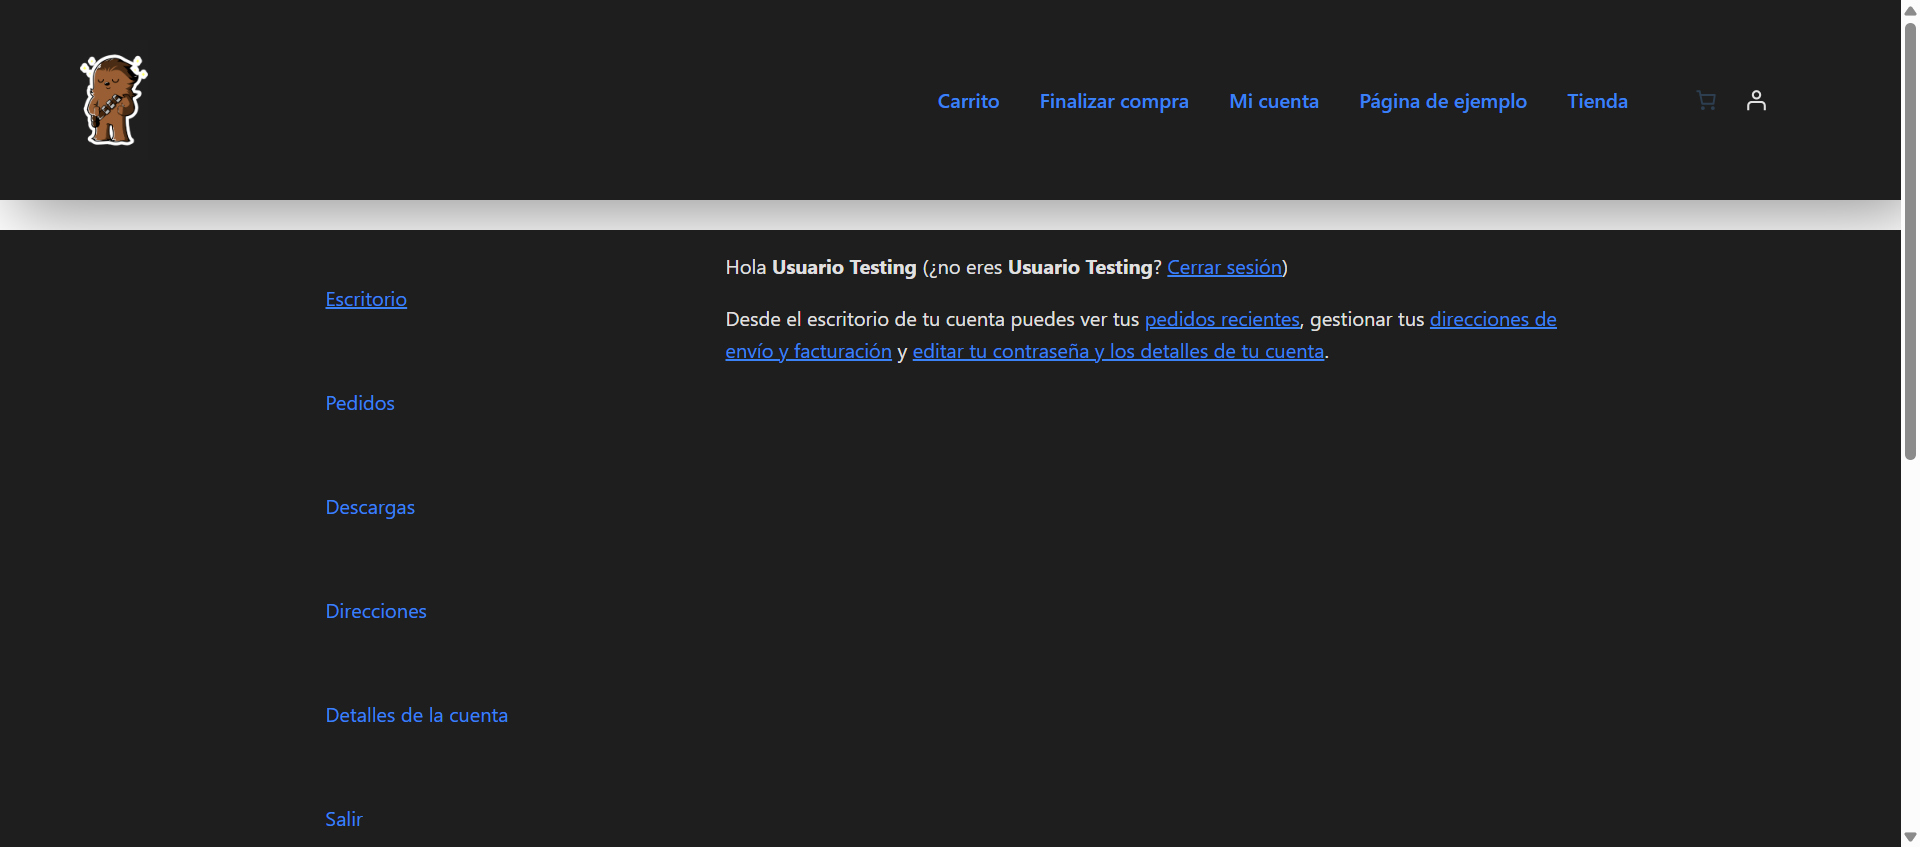 Carrito
Finalizar compra
Mi cuenta
Página de ejemplo
Tienda
Escritorio
Pedidos
Descargas
Direcciones
Detalles de la cuenta
Salir
Hola Usuario Testing (¿no eres Usuario Testing? Cerrar sesión)
Desde el escritorio de tu cuenta puedes ver tus pedidos recientes, gestionar tus direcciones de
envío y facturación y editar tu contraseña y los detalles de tu cuenta.